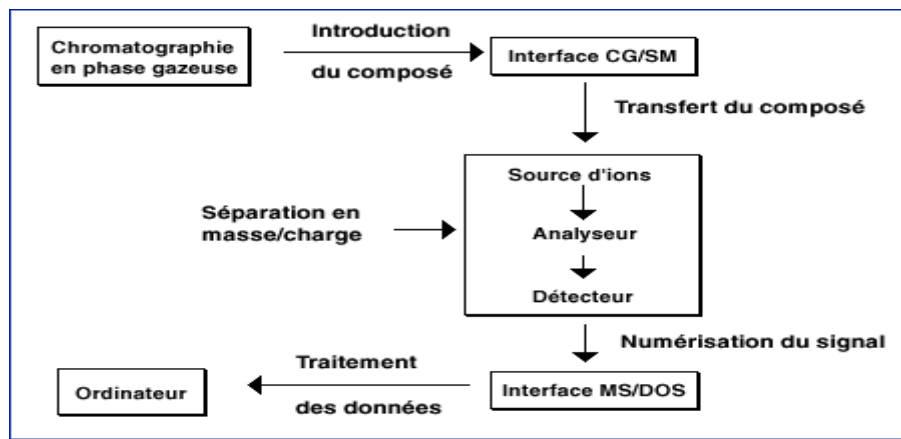 Chromatographie
en phase gazeuse
Introduction
du composé
Interface CG/SM
Transfert du composé
Source d'ions
Séparation en
masse/charge
Analyseur
Détecteur
Numérisation du signal
Interface MS/DOS
Traitement
des données
Ordinateur